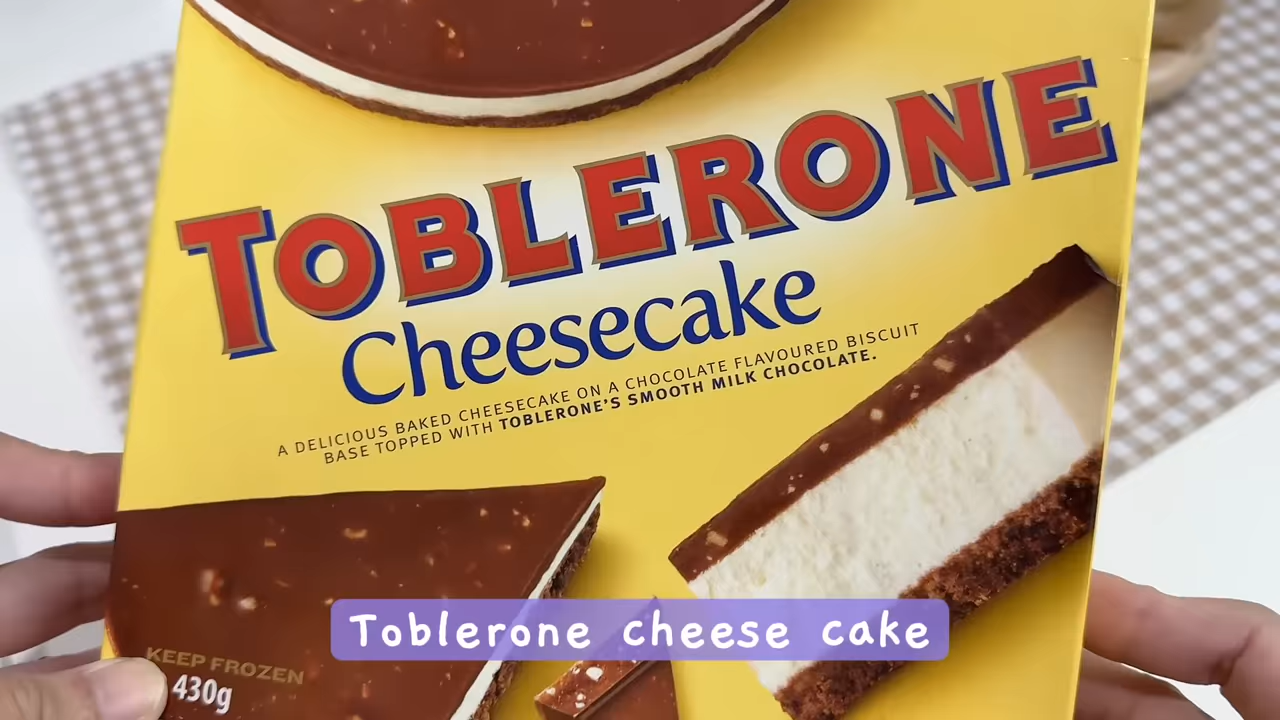 TOBLERONE
Cheesecake
A DELICIOUS BAKED CHEESECAKE ON A CHOCOLATE FLAVOURED BISCUIT
BASE TOPPED WITH TOBLERONE'S SMOOTH MILK CHOCOLATE.
KEEP FROZEN
430g
Toblerone cheese cake